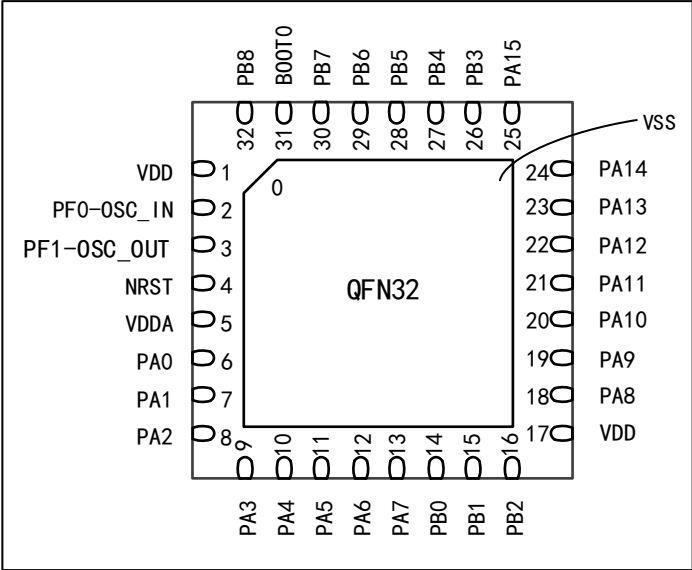 PB8 BOOT0 PB7 PB6 PB5 PB4 PB3 PA15
32 31 30 29 28 27 26 25
VSS
VDD 1 24 PA14
0
PF0-OSC_IN 2 23 PA13
PF1-OSC_OUT 3 22 PA12
NRST 4 21 PA11
QFN32
VDDA 5 20 PA10
PA0 6 19 PA9
PA1 7 18 PA8
PA2 8 17 VDD
9 10 11 12 13 14 15 16
PA3 PA4 PA5 PA6 PA7 PB0 PB1 PB2